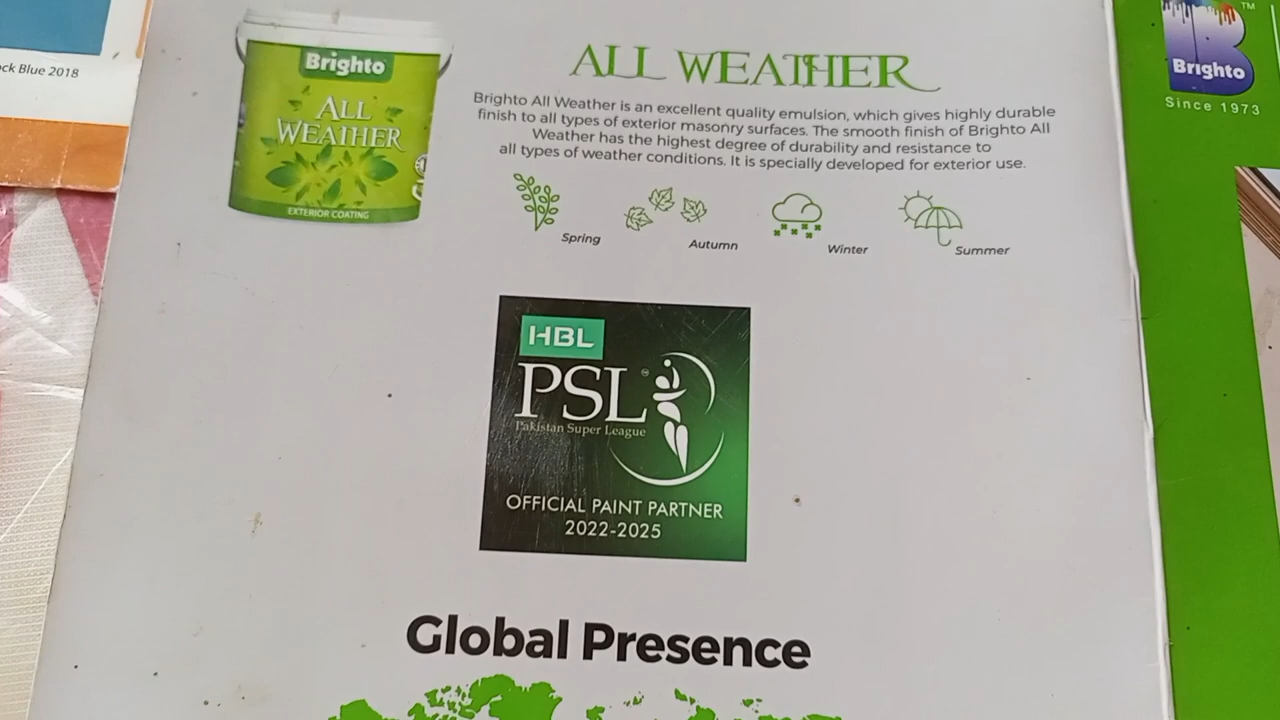 ck Blue 2018
Brighto
ALL
WEATHER
EXTERIOR COATING
ALL WEATHER
Brighto All Weather is an excellent quality emulsion, which gives highly durable
finish to all types of exterior masonry surfaces. The smooth finish of Brighto All
Weather has the highest degree of durability and resistance to
all types of weather conditions. It is specially developed for exterior use.
Spring
Autumn
Winter
Summer
HBL
PSL™
Pakistan Super League
OFFICIAL PAINT PARTNER
2022-2025
Global Presence
B™
Brighto
Since 1973